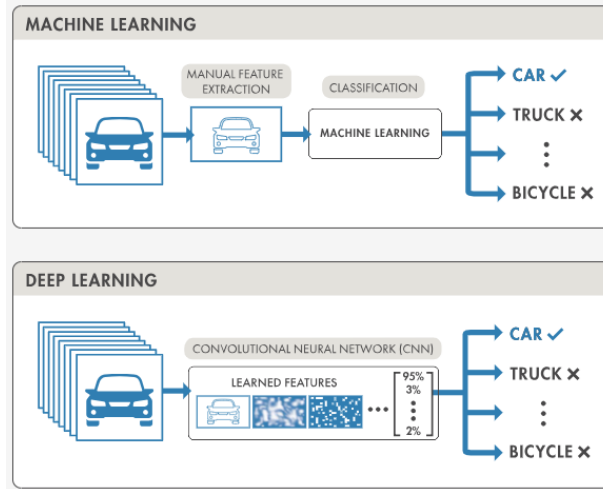 MACHINE LEARNING
MANUAL FEATURE
EXTRACTION
CLASSIFICATION
MACHINE LEARNING
CAR
TRUCK
BICYCLE
DEEP LEARNING
CONVOLUTIONAL NEURAL NETWORK (CNN)
LEARNED FEATURES
95%
3%
2%
CAR
TRUCK
BICYCLE